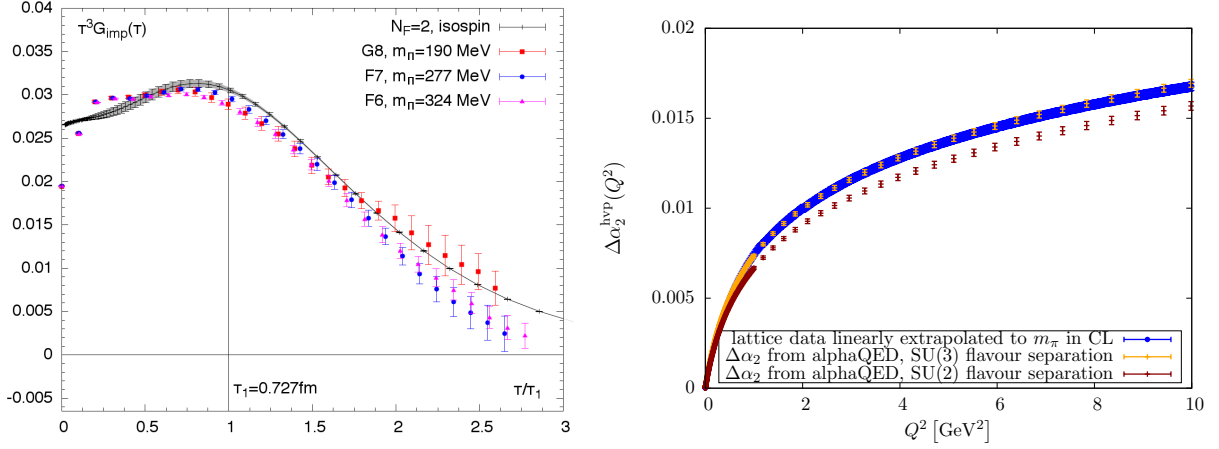 τ³G_imp(τ)
N_F=2, isospin
G8, m_π=190 MeV
F7, m_π=277 MeV
F6, m_π=324 MeV
0.04
0.035
0.03
0.025
0.02
0.015
0.01
0.005
0
-0.005
τ₁=0.727fm
τ/τ₁
0 0.5 1 1.5 2 2.5 3
0.02
0.015
0.01
0.005
0
Δα₂^hvp(Q²)
lattice data linearly extrapolated to m_π in CL
Δα₂ from alphaQED, SU(3) flavour separation
Δα₂ from alphaQED, SU(2) flavour separation
0 2 4 6 8 10
Q² [GeV²]